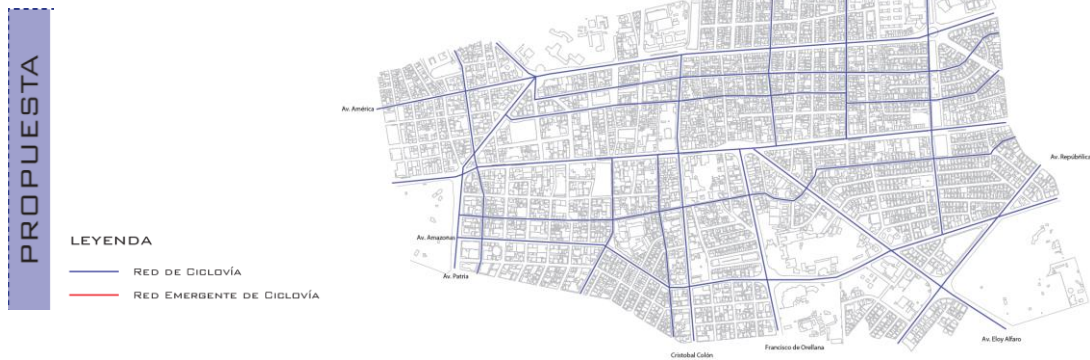 PROPUESTA
LEYENDA
RED DE CICLOVÍA
RED EMERGENTE DE CICLOVÍA
Av. América
Av. Repúblilca
Av. Amazonas
Av. Patria
Cristobal Colón
Francisco de Orellana
Av. Eloy Alfaro